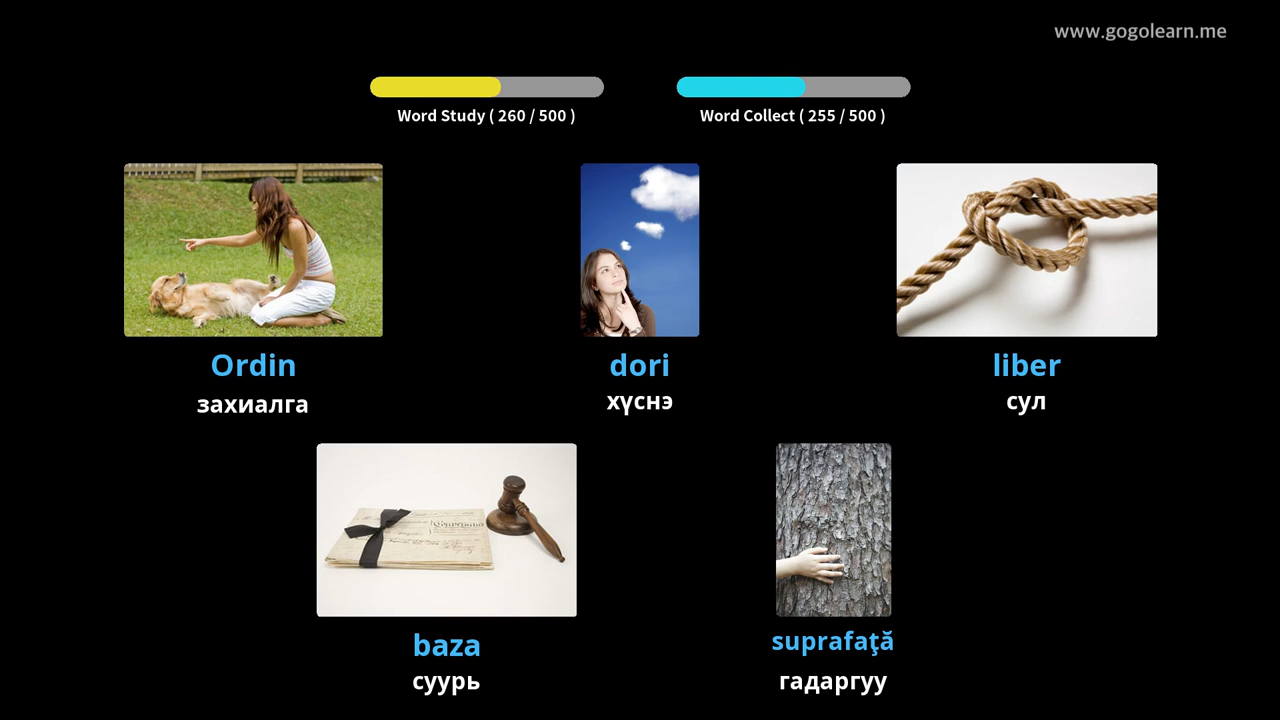 www.gogolearn.me
Word Study ( 260 / 500 )
Word Collect ( 255 / 500 )
Ordin
захиалга
dori
хүснэ
liber
сул
baza
суурь
suprafaţă
гадаргуу